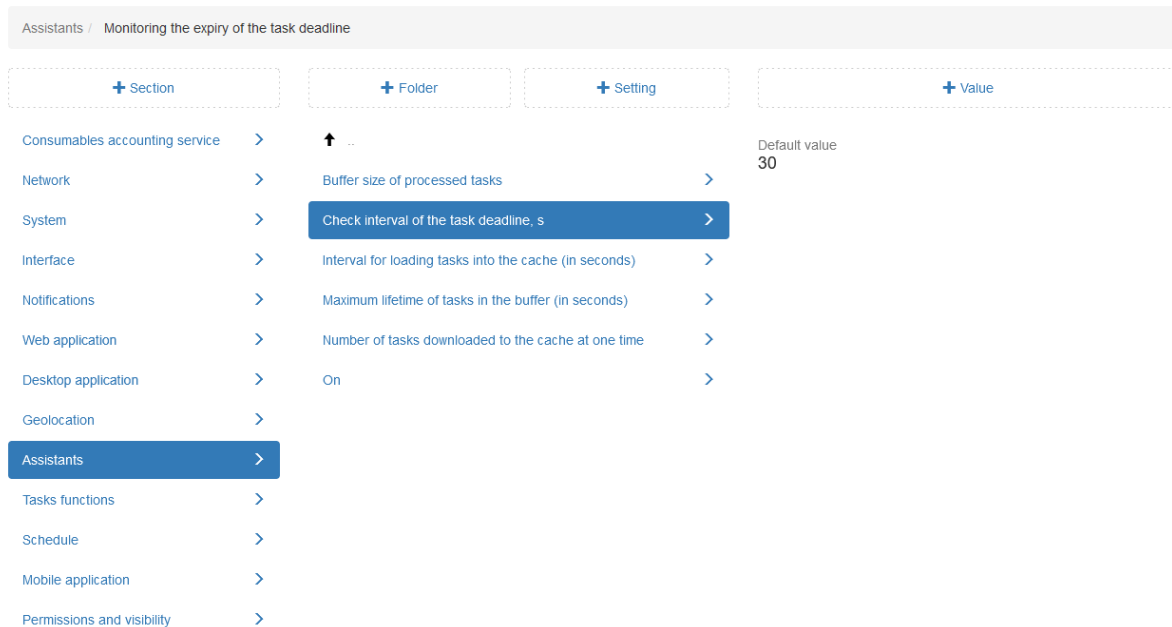 Assistants / Monitoring the expiry of the task deadline
+ Section
+ Folder
+ Setting
+ Value
Consumables accounting service
Network
System
Interface
Notifications
Web application
Desktop application
Geolocation
Assistants
Tasks functions
Schedule
Mobile application
Permissions and visibility
..
Buffer size of processed tasks
Check interval of the task deadline, s
Interval for loading tasks into the cache (in seconds)
Maximum lifetime of tasks in the buffer (in seconds)
Number of tasks downloaded to the cache at one time
On
Default value
30